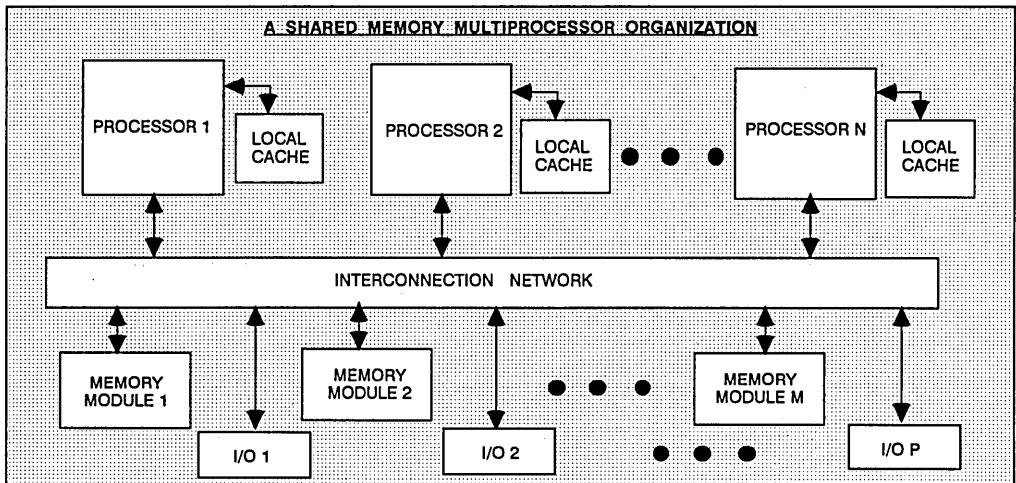 A SHARED MEMORY MULTIPROCESSOR ORGANIZATION
PROCESSOR 1
LOCAL
CACHE
PROCESSOR 2
LOCAL
CACHE
PROCESSOR N
LOCAL
CACHE
INTERCONNECTION NETWORK
MEMORY
MODULE 1
MEMORY
MODULE 2
MEMORY
MODULE M
I/O 1
I/O 2
I/O P